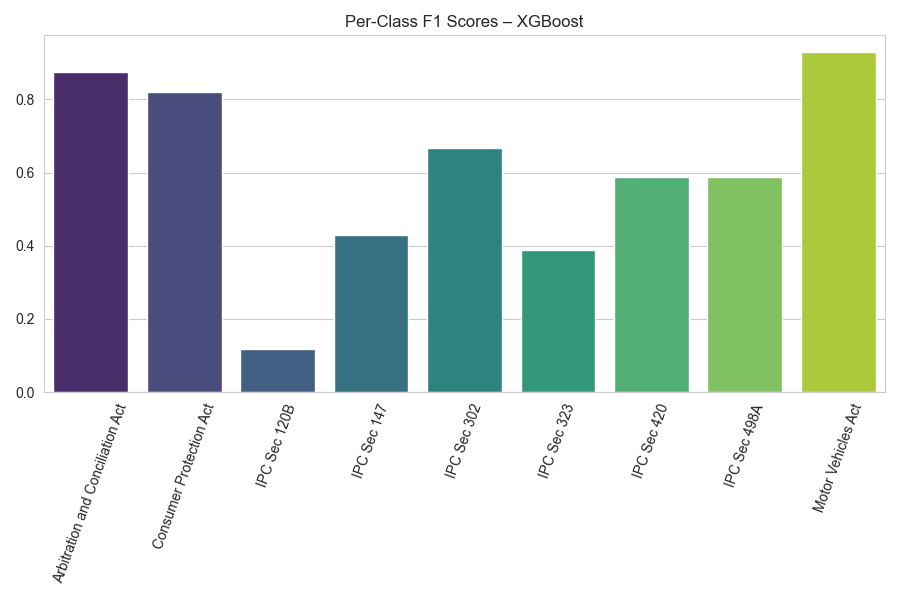 Per-Class F1 Scores – XGBoost
0.8
0.6
0.4
0.2
0.0
Arbitration and Conciliation Act
Consumer Protection Act
IPC Sec 120B
IPC Sec 147
IPC Sec 302
IPC Sec 323
IPC Sec 420
IPC Sec 498A
Motor Vehicles Act